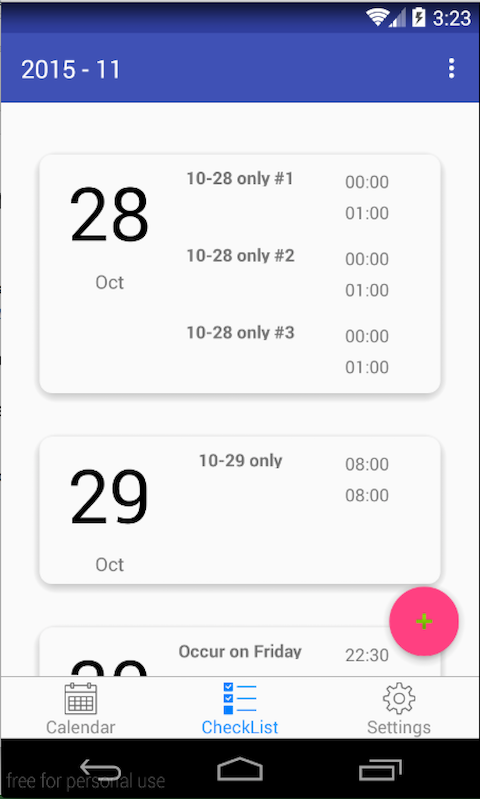 3:23
2015 - 11
28
Oct
10-28 only #1
00:00
01:00
10-28 only #2
00:00
01:00
10-28 only #3
00:00
01:00
29
Oct
10-29 only
08:00
08:00
Occur on Friday
22:30
Calendar
CheckList
Settings
free for personal use